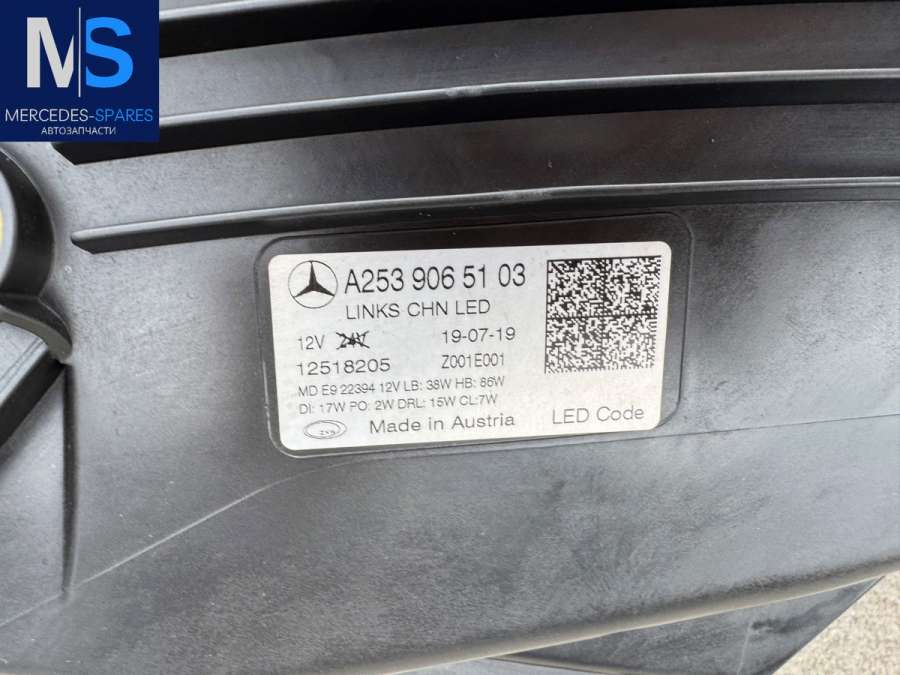 MS
MERCEDES-SPARES
АВТОЗАПЧАСТИ
A253 906 51 03
LINKS CHN LED
12V 24V 19-07-19
12518205 Z001E001
MD E9 22394 12V LB: 38W HB: 86W
DI: 17W PO: 2W DRL: 15W CL:7W
Made in Austria LED Code